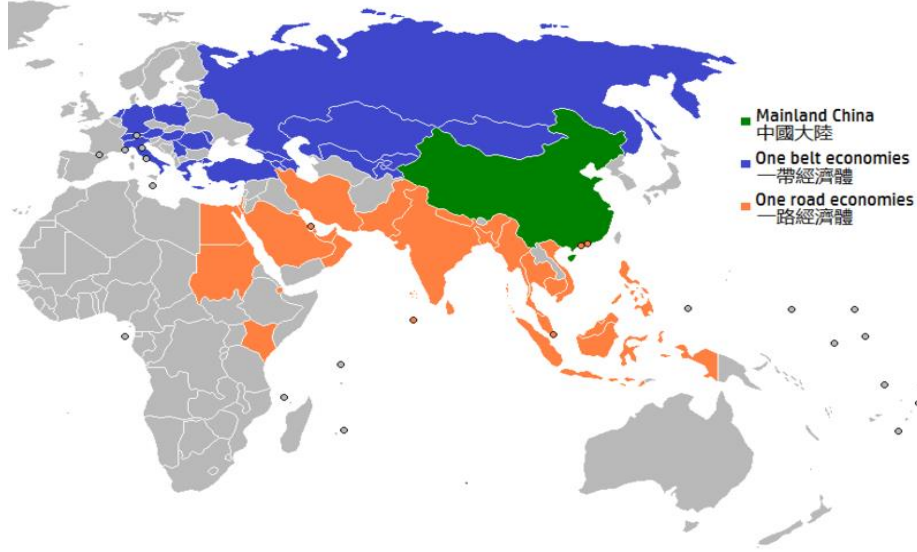 Mainland China
中國大陸
One belt economies
一帶經濟體
One road economies
一路經濟體